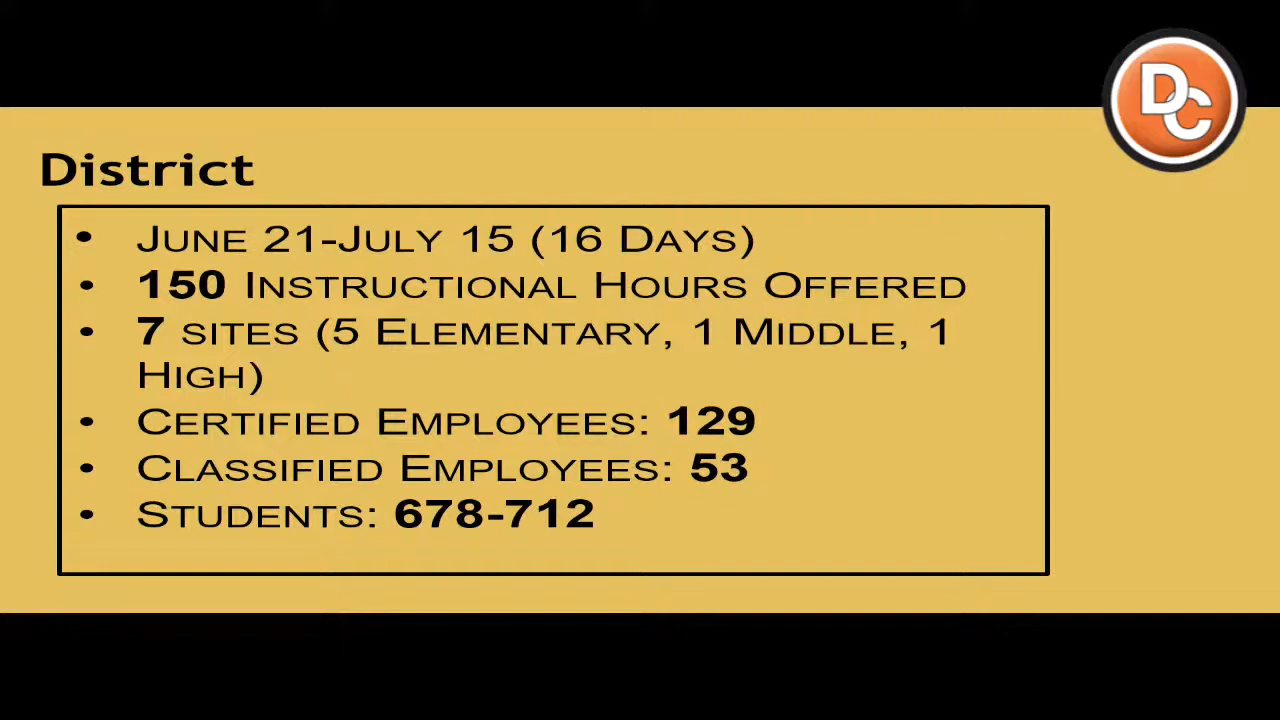 DC
District
• June 21-July 15 (16 Days)
• 150 Instructional Hours Offered
• 7 sites (5 Elementary, 1 Middle, 1
High)
• Certified Employees: 129
• Classified Employees: 53
• Students: 678-712